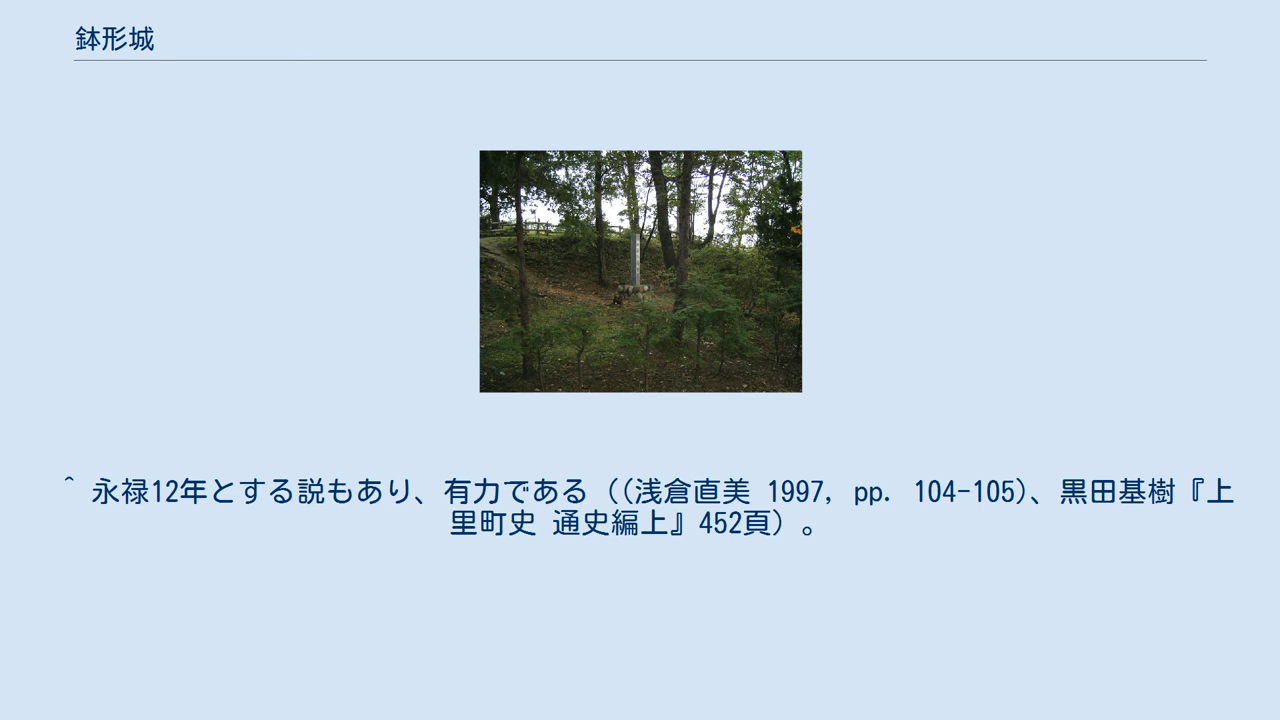 鉢形城
^ 永禄12年とする説もあり、有力である（(浅倉直美 1997, pp. 104-105)、黒田基樹『上
里町史 通史編上』452頁）。